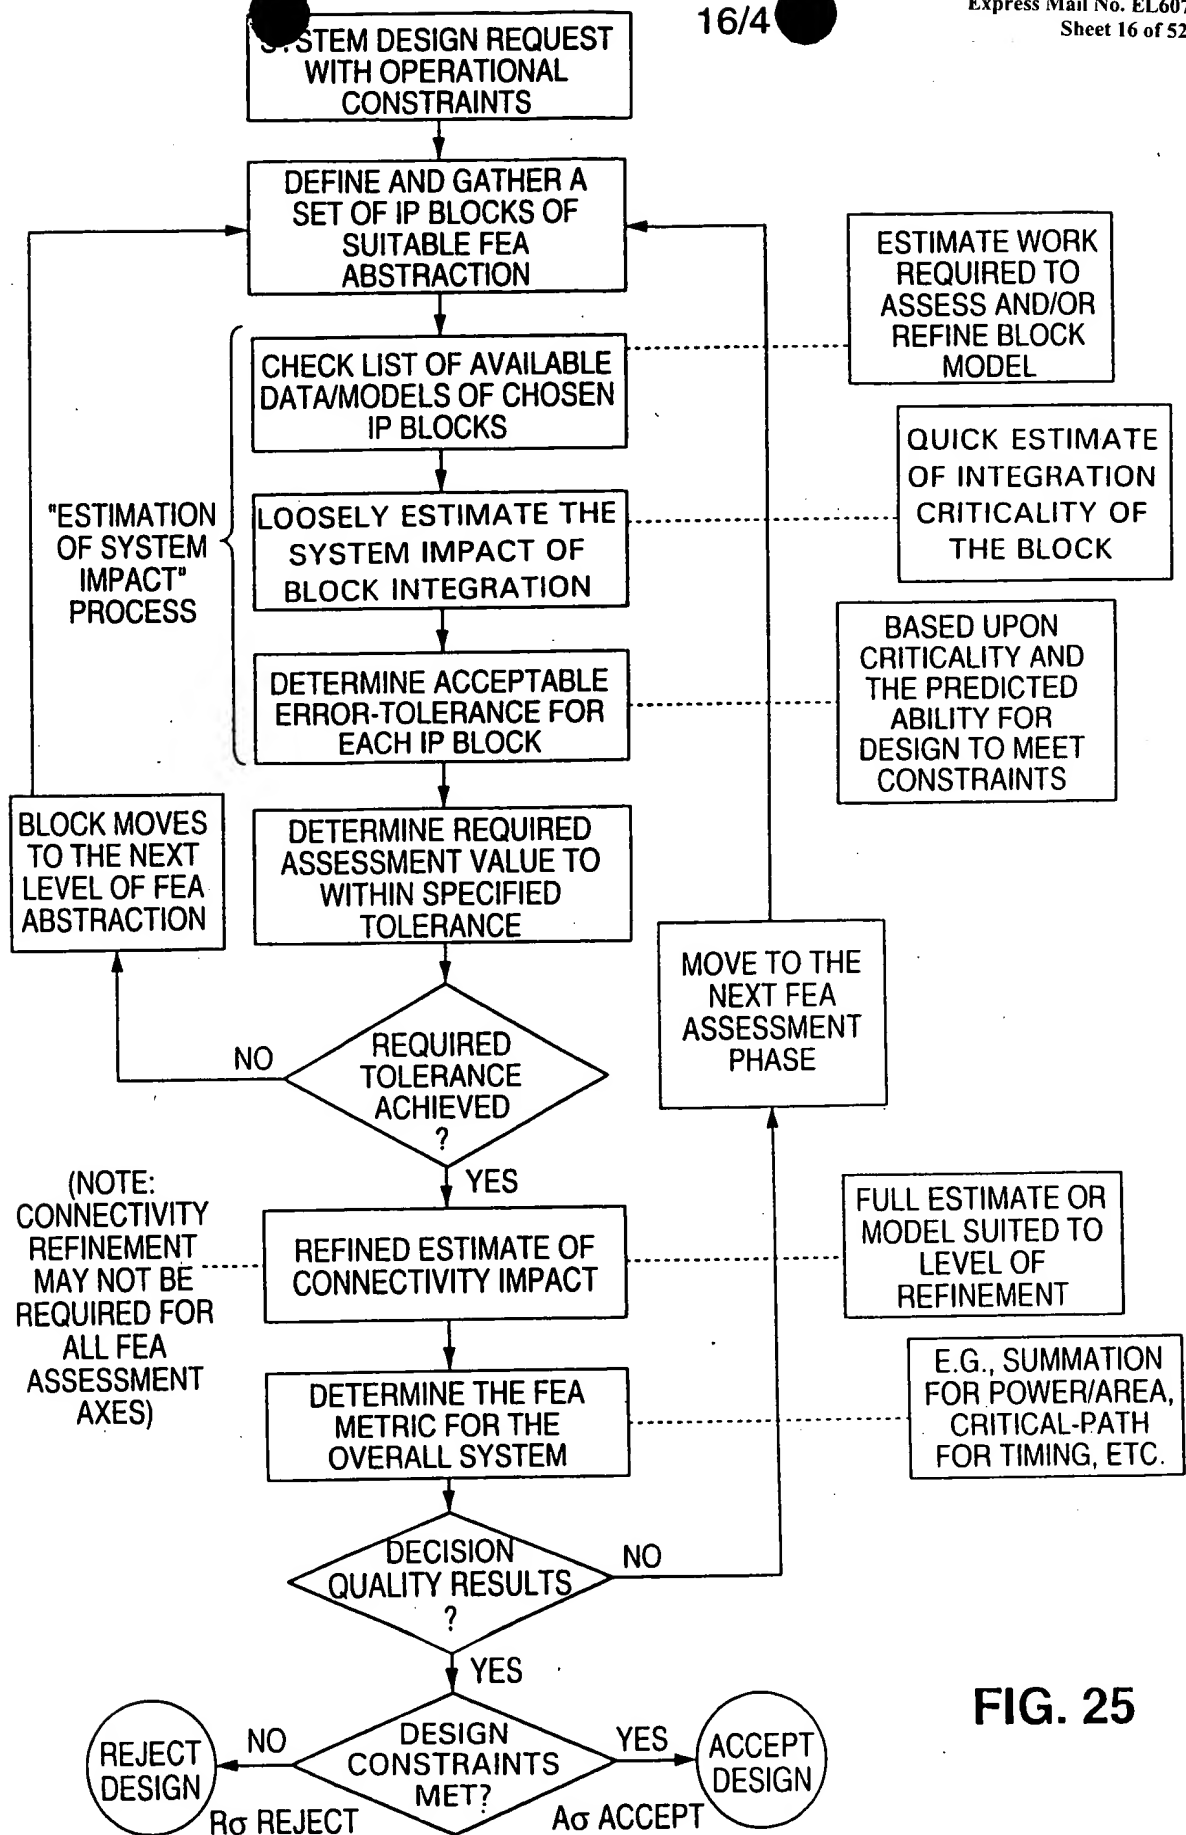 16/4
Express Mail No. EL607
Sheet 16 of 52
SYSTEM DESIGN REQUEST
WITH OPERATIONAL
CONSTRAINTS
DEFINE AND GATHER A
SET OF IP BLOCKS OF
SUITABLE FEA
ABSTRACTION
ESTIMATE WORK
REQUIRED TO
ASSESS AND/OR
REFINE BLOCK
MODEL
CHECK LIST OF AVAILABLE
DATA/MODELS OF CHOSEN
IP BLOCKS
QUICK ESTIMATE
OF INTEGRATION
CRITICALITY OF
THE BLOCK
"ESTIMATION
OF SYSTEM
IMPACT"
PROCESS
LOOSELY ESTIMATE THE
SYSTEM IMPACT OF
BLOCK INTEGRATION
BASED UPON
CRITICALITY AND
THE PREDICTED
ABILITY FOR
DESIGN TO MEET
CONSTRAINTS
DETERMINE ACCEPTABLE
ERROR-TOLERANCE FOR
EACH IP BLOCK
BLOCK MOVES
TO THE NEXT
LEVEL OF FEA
ABSTRACTION
DETERMINE REQUIRED
ASSESSMENT VALUE TO
WITHIN SPECIFIED
TOLERANCE
MOVE TO THE
NEXT FEA
ASSESSMENT
PHASE
NO
REQUIRED
TOLERANCE
ACHIEVED
?
YES
(NOTE:
CONNECTIVITY
REFINEMENT
MAY NOT BE
REQUIRED FOR
ALL FEA
ASSESSMENT
AXES)
REFINED ESTIMATE OF
CONNECTIVITY IMPACT
FULL ESTIMATE OR
MODEL SUITED TO
LEVEL OF
REFINEMENT
DETERMINE THE FEA
METRIC FOR THE
OVERALL SYSTEM
E.G., SUMMATION
FOR POWER/AREA,
CRITICAL-PATH
FOR TIMING, ETC.
DECISION
QUALITY RESULTS
?
NO
YES
REJECT
DESIGN
NO
DESIGN
CONSTRAINTS
MET?
YES
ACCEPT
DESIGN
Rσ REJECT
Aσ ACCEPT
FIG. 25